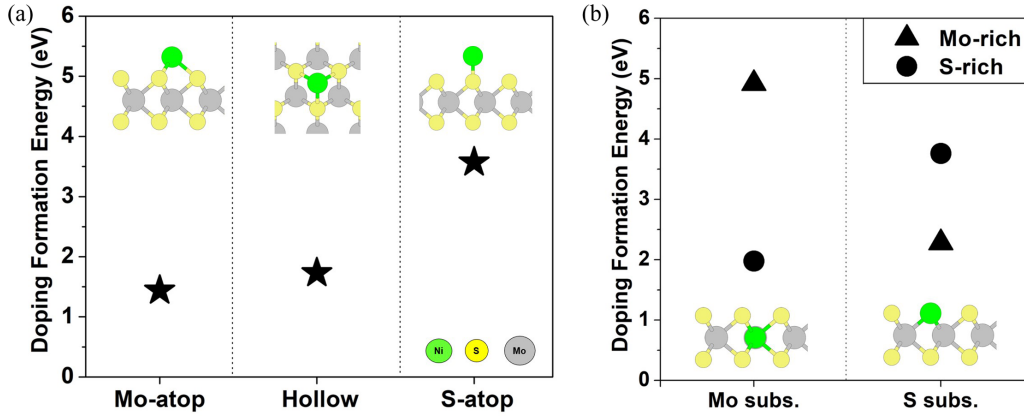 (a)
Doping Formation Energy (eV)
6
5
4
3
2
1
0
Ni
S
Mo
Mo-atop
Hollow
S-atop
(b)
Doping Formation Energy (eV)
6
5
4
3
2
1
0
Mo-rich
S-rich
Mo subs.
S subs.